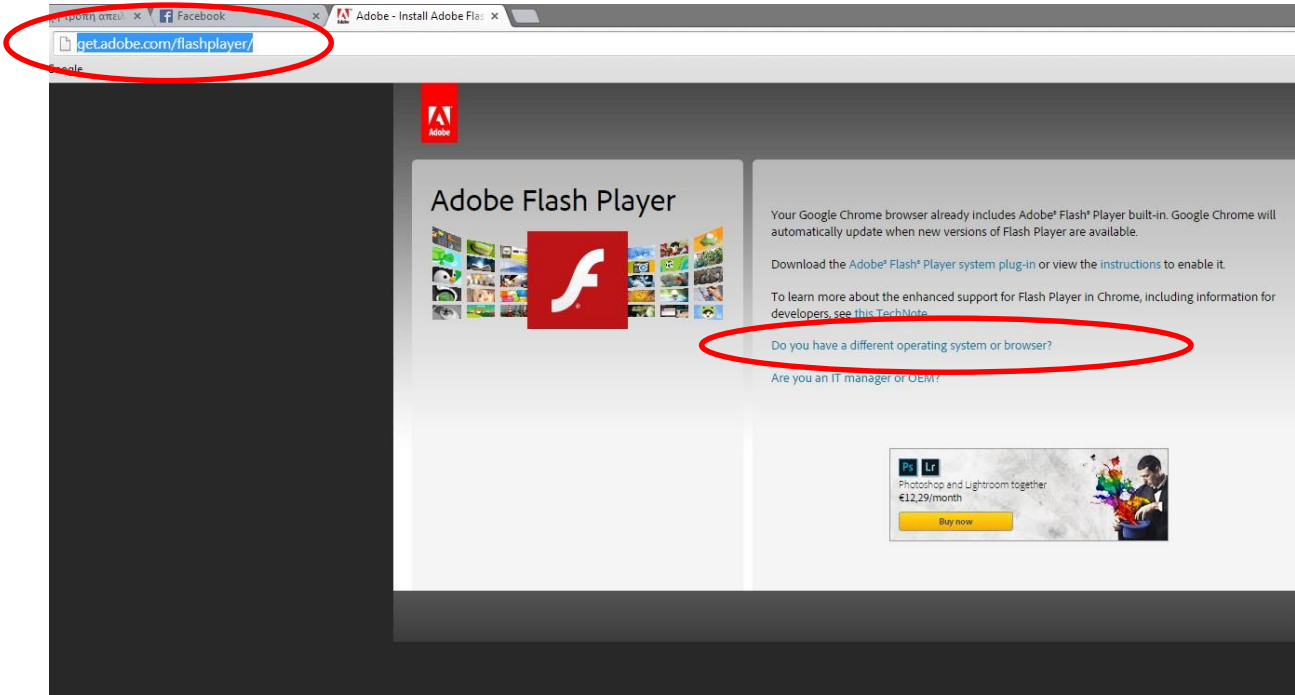 τροπή απειλ
Facebook
Adobe - Install Adobe Flas
get.adobe.com/flashplayer/
Google
Adobe
Adobe Flash Player
Your Google Chrome browser already includes Adobe® Flash® Player built-in. Google Chrome will
automatically update when new versions of Flash Player are available.
Download the Adobe® Flash® Player system plug-in or view the instructions to enable it.
To learn more about the enhanced support for Flash Player in Chrome, including information for
developers, see this TechNote
Do you have a different operating system or browser?
Are you an IT manager or OEM?
Ps Lr
Photoshop and Lightroom together
€12,29/month
Buy now